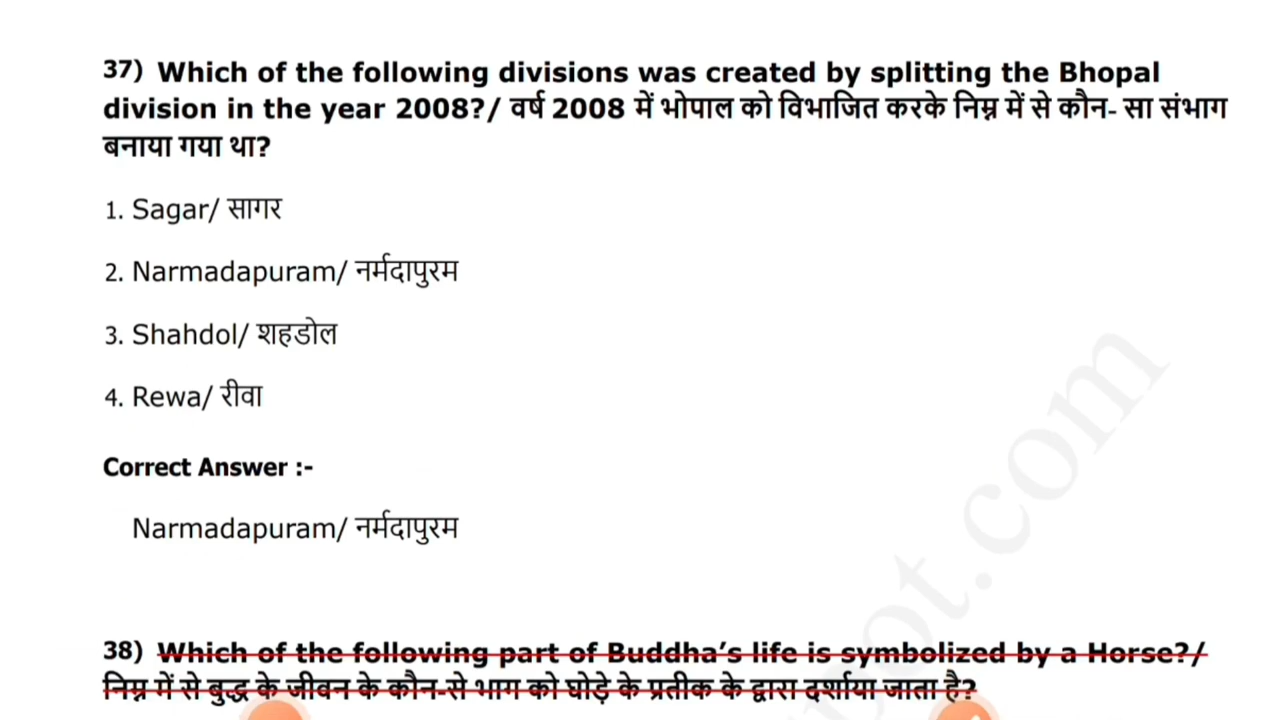 37) Which of the following divisions was created by splitting the Bhopal
division in the year 2008?/ वर्ष 2008 में भोपाल को विभाजित करके निम्न में से कौन- सा संभाग
बनाया गया था?
1. Sagar/ सागर
2. Narmadapuram/ नर्मदापुरम
3. Shahdol/ शहडोल
4. Rewa/ रीवा
Correct Answer :-
Narmadapuram/ नर्मदापुरम
38) Which of the following part of Buddha's life is symbolized by a Horse?/
निम्न में से बुद्ध के जीवन के कौन-से भाग को घोड़े के प्रतीक के द्वारा दर्शाया जाता है?
pot.com